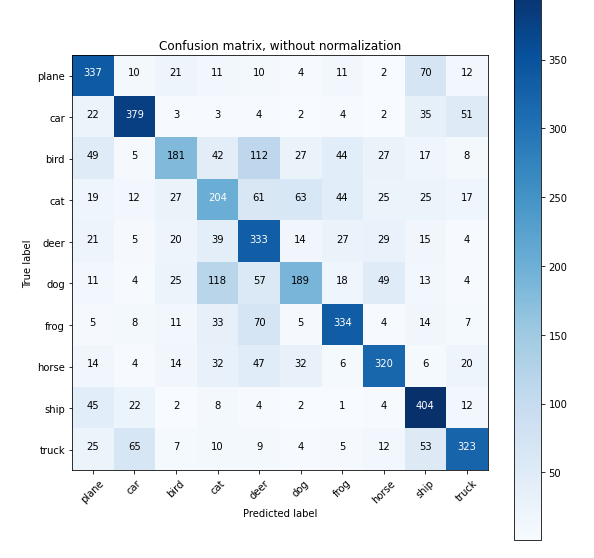 Confusion matrix, without normalization
plane 337 10 21 11 10 4 11 2 70 12
car 22 379 3 3 4 2 4 2 35 51
bird 49 5 181 42 112 27 44 27 17 8
cat 19 12 27 204 61 63 44 25 25 17
deer 21 5 20 39 333 14 27 29 15 4
dog 11 4 25 118 57 189 18 49 13 4
frog 5 8 11 33 70 5 334 4 14 7
horse 14 4 14 32 47 32 6 320 6 20
ship 45 22 2 8 4 2 1 4 404 12
truck 25 65 7 10 9 4 5 12 53 323
True label
plane car bird cat deer dog frog horse ship truck
Predicted label
350
300
250
200
150
100
50